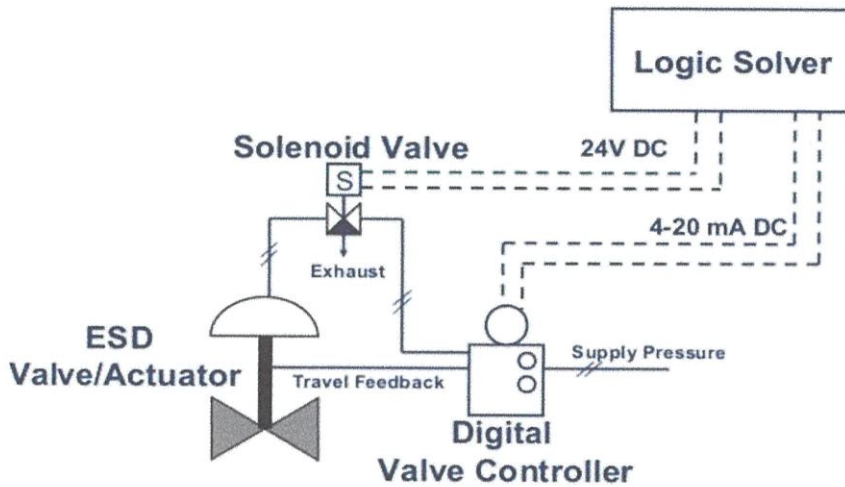 Logic Solver
Solenoid Valve
24V DC
S
4-20 mA DC
Exhaust
ESD
Valve/Actuator
Supply Pressure
Travel Feedback
Digital
Valve Controller